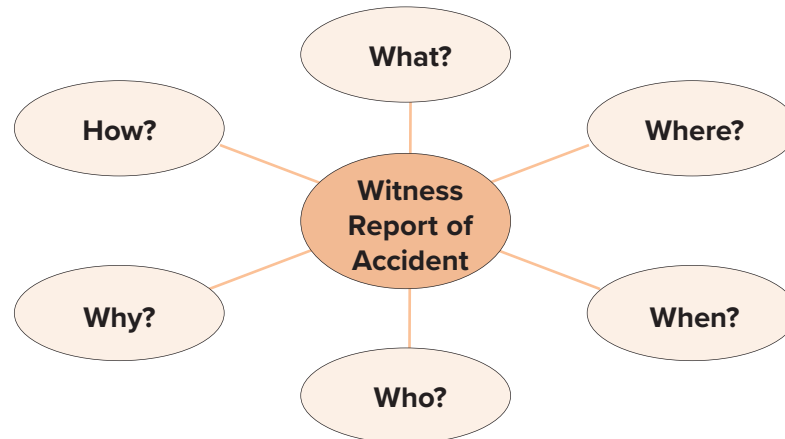 What?
How?
Where?
Witness
Report of
Accident
Why?
When?
Who?